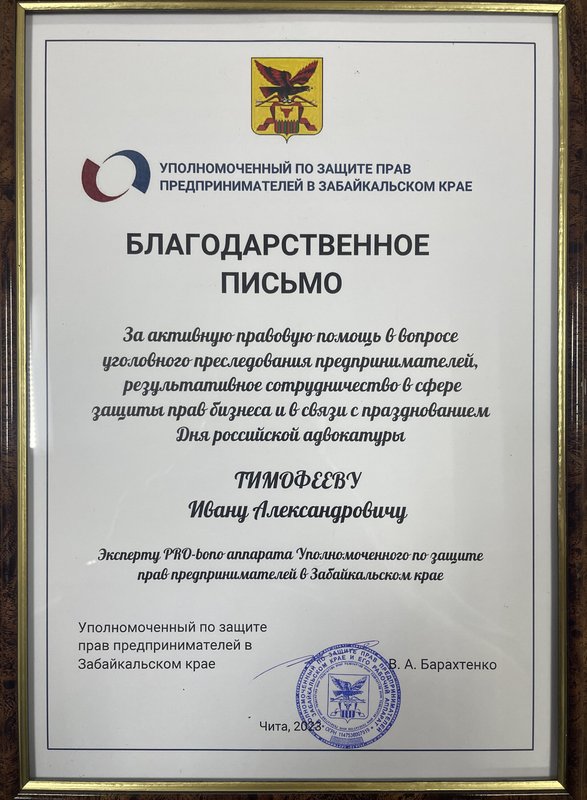 УПОЛНОМОЧЕННЫЙ ПО ЗАЩИТЕ ПРАВ
ПРЕДПРИНИМАТЕЛЕЙ В ЗАБАЙКАЛЬСКОМ КРАЕ
БЛАГОДАРСТВЕННОЕ
ПИСЬМО
За активную правовую помощь в вопросе
уголовного преследования предпринимателей,
результативное сотрудничество в сфере
защиты прав бизнеса и в связи с празднованием
Дня российской адвокатуры
ТИМОФЕЕВУ
Ивану Александровичу
Эксперту PRO-bono аппарата Уполномоченного по защите
прав предпринимателей в Забайкальском крае
Уполномоченный по защите
прав предпринимателей в
Забайкальском крае
В. А. Барахтенко
Чита, 2023